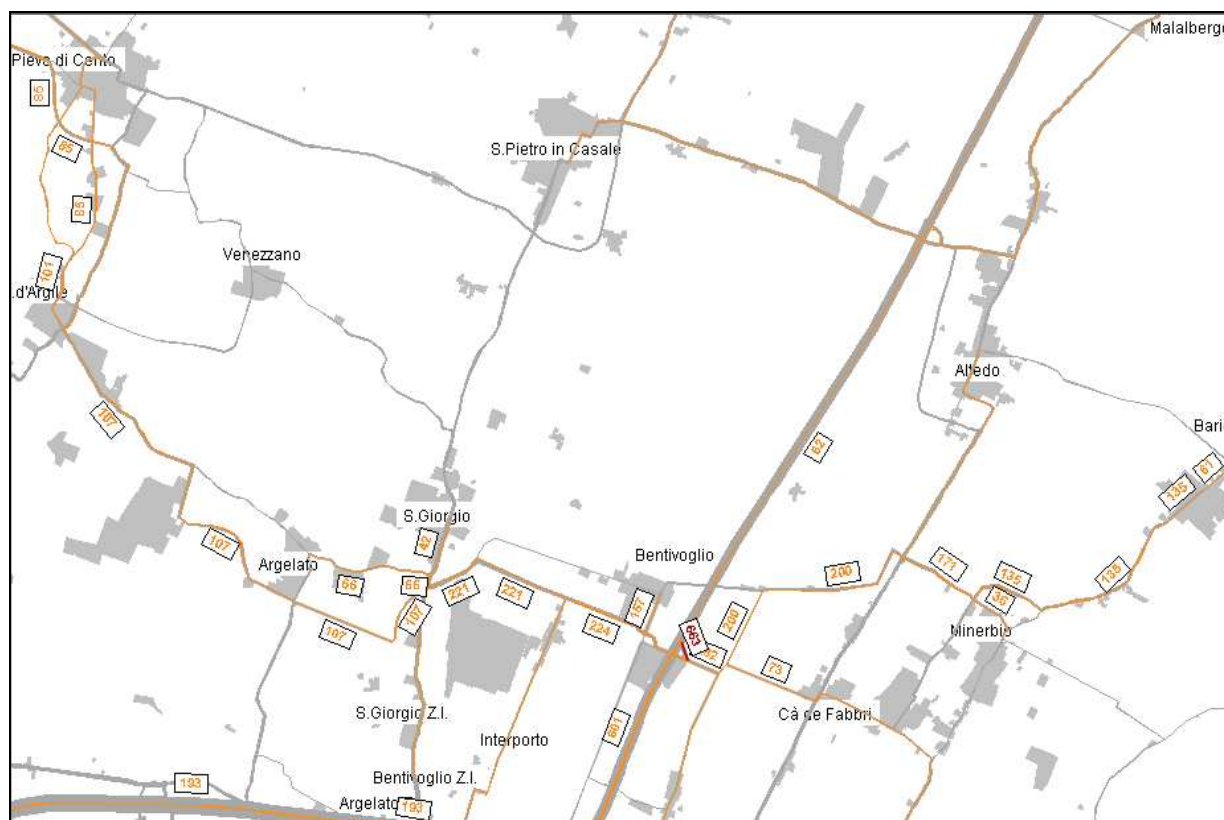 Malalbergo
Pieve di Cento
85
85
S.Pietro in Casale
85
Venezzano
101
.d'Argile
Altedo
107
Bari
62
61
135
S.Giorgio
42
107
Bentivoglio
Argelato
66
66
221
221
200
171
135
135
36
107
107
224
157
200
663
Minerbio
73
S.Giorgio Z.I.
Cà de Fabbri
601
Interporto
Bentivoglio Z.I.
193
Argelato
193